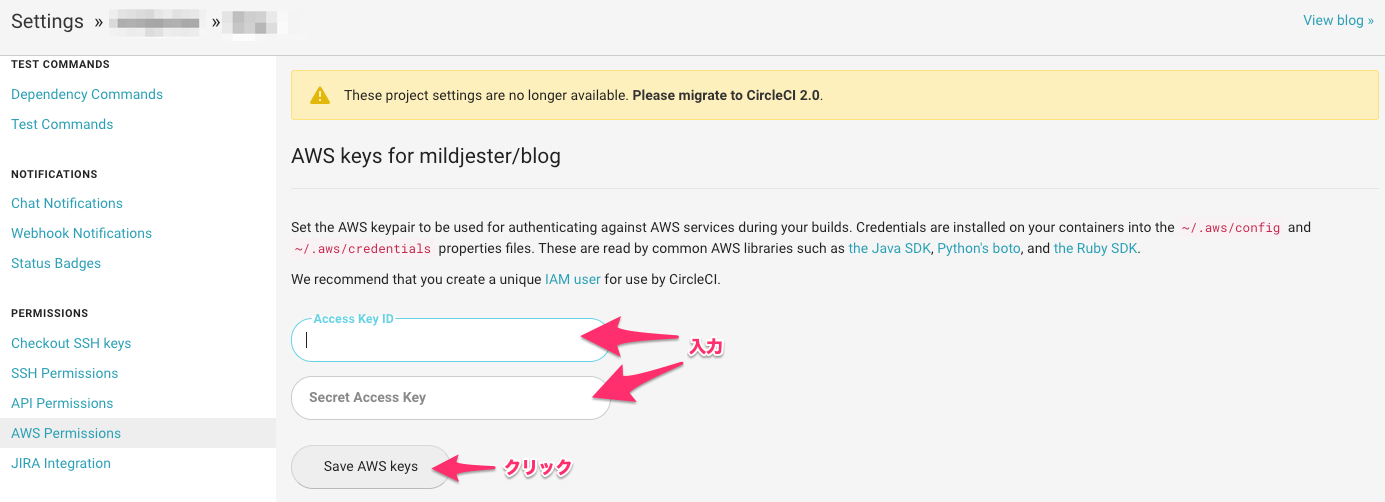 Settings » »
View blog »
TEST COMMANDS
Dependency Commands
Test Commands
NOTIFICATIONS
Chat Notifications
Webhook Notifications
Status Badges
PERMISSIONS
Checkout SSH keys
SSH Permissions
API Permissions
AWS Permissions
JIRA Integration
These project settings are no longer available. Please migrate to CircleCI 2.0.
AWS keys for mildjester/blog
Set the AWS keypair to be used for authenticating against AWS services during your builds. Credentials are installed on your containers into the ~/.aws/config and
~/.aws/credentials properties files. These are read by common AWS libraries such as the Java SDK, Python's boto, and the Ruby SDK.
We recommend that you create a unique IAM user for use by CircleCI.
Access Key ID
入力
Secret Access Key
Save AWS keys
クリック